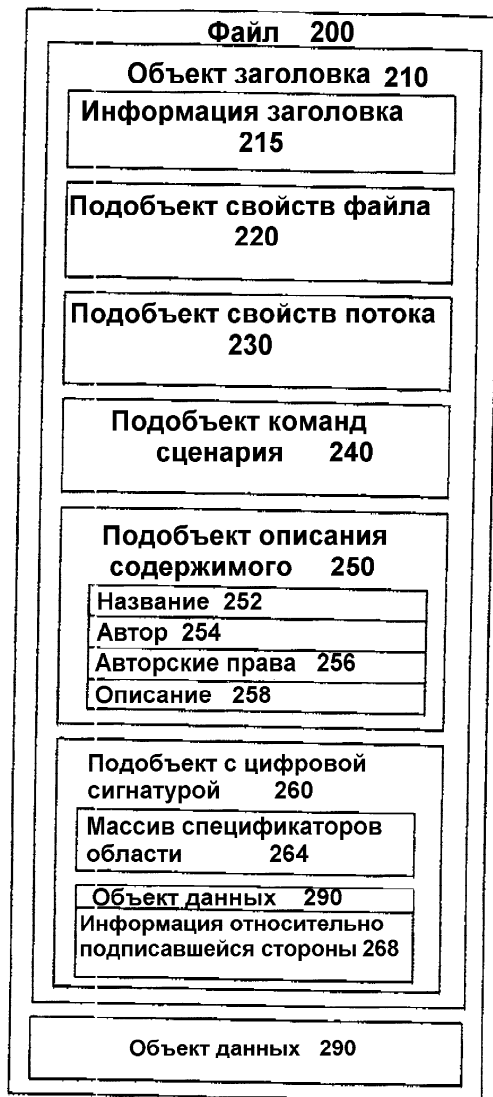 Файл 200
Объект заголовка 210
Информация заголовка
215
Подобъект свойств файла
220
Подобъект свойств потока
230
Подобъект команд
сценария 240
Подобъект описания
содержимого 250
Название 252
Автор 254
Авторские права 256
Описание 258
Подобъект с цифровой
сигнатурой 260
Массив спецификаторов
области 264
Объект данных 290
Информация относительно
подписавшейся стороны 268
Объект данных 290